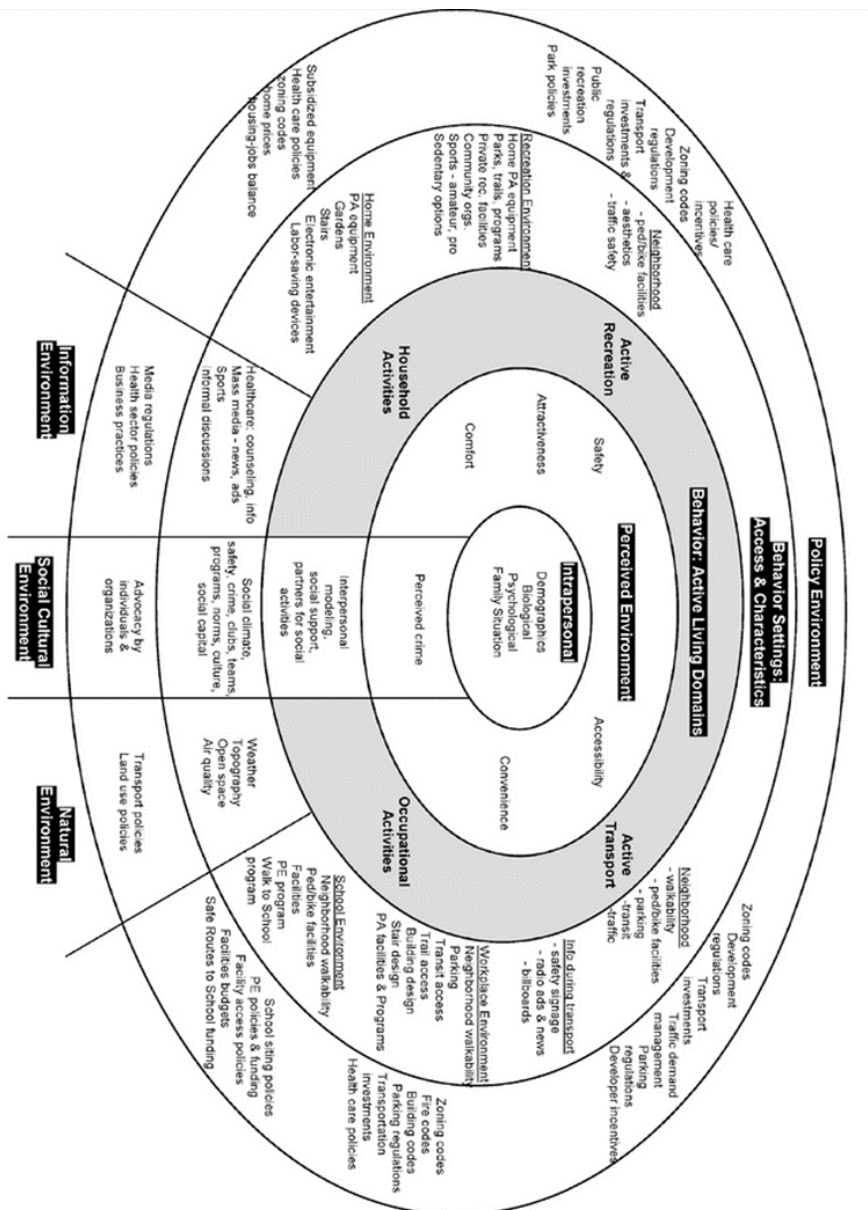 Policy Environment
Behavior Settings:
Access & Characteristics
Behavior: Active Living Domains
Perceived Environment
Intrapersonal
Demographics
Biological
Psychological
Family Situation
Safety
Attractiveness
Comfort
Accessibility
Convenience
Perceived crime
Active
Recreation
Household
Activities
Active
Transport
Occupational
Activities
Interpersonal
modeling,
social support,
partners for social
activities
Health care
policies/
incentives
Zoning codes
Development
regulations
Transport
investments &
regulations
Public
recreation
investments
Park policies
Neighborhood
- ped/bike facilities
- aesthetics
- traffic safety
Recreation Environment
Home PA equipment
Parks, trails, programs
Private rec. facilities
Community orgs.
Sports - amateur, pro
Sedentary options
Home Environment
PA equipment
Gardens
Stairs
Electronic entertainment
Labor-saving devices
Subsidized equipment
Health care policies
zoning codes
home prices
housing-jobs balance
Zoning codes
Development
regulations
Transport
investments
Traffic demand
management
Parking
regulations
Developer incentives
Neighborhood
- walkability
- ped/bike facilities
- parking
-transit
-traffic
Info during transport
- safety signage
- radio ads & news
- billboards
Workplace Environment
Neighborhood walkability
Parking
Transit access
Trail access
Building design
Stair design
PA facilities & Programs
School Environment
Neighborhood walkability
Ped/bike facilities
Facilities
PE program
Walk to School
program
Zoning codes
Fire codes
Building codes
Parking regulations
Transportation
investments
Health care policies
School siting policies
PE policies & funding
Facility access policies
Facilities budgets
Safe Routes to School funding
Healthcare: counseling, info
Mass media - news, ads
Sports
Informal discussions
Media regulations
Health sector policies
Business practices
Information
Environment
Social climate,
safety, crime, clubs, teams,
programs, norms, culture,
social capital
Advocacy by
individuals &
organizations
Social Cultural
Environment
Weather
Topography
Open space
Air quality
Transport policies
Land use policies
Natural
Environment